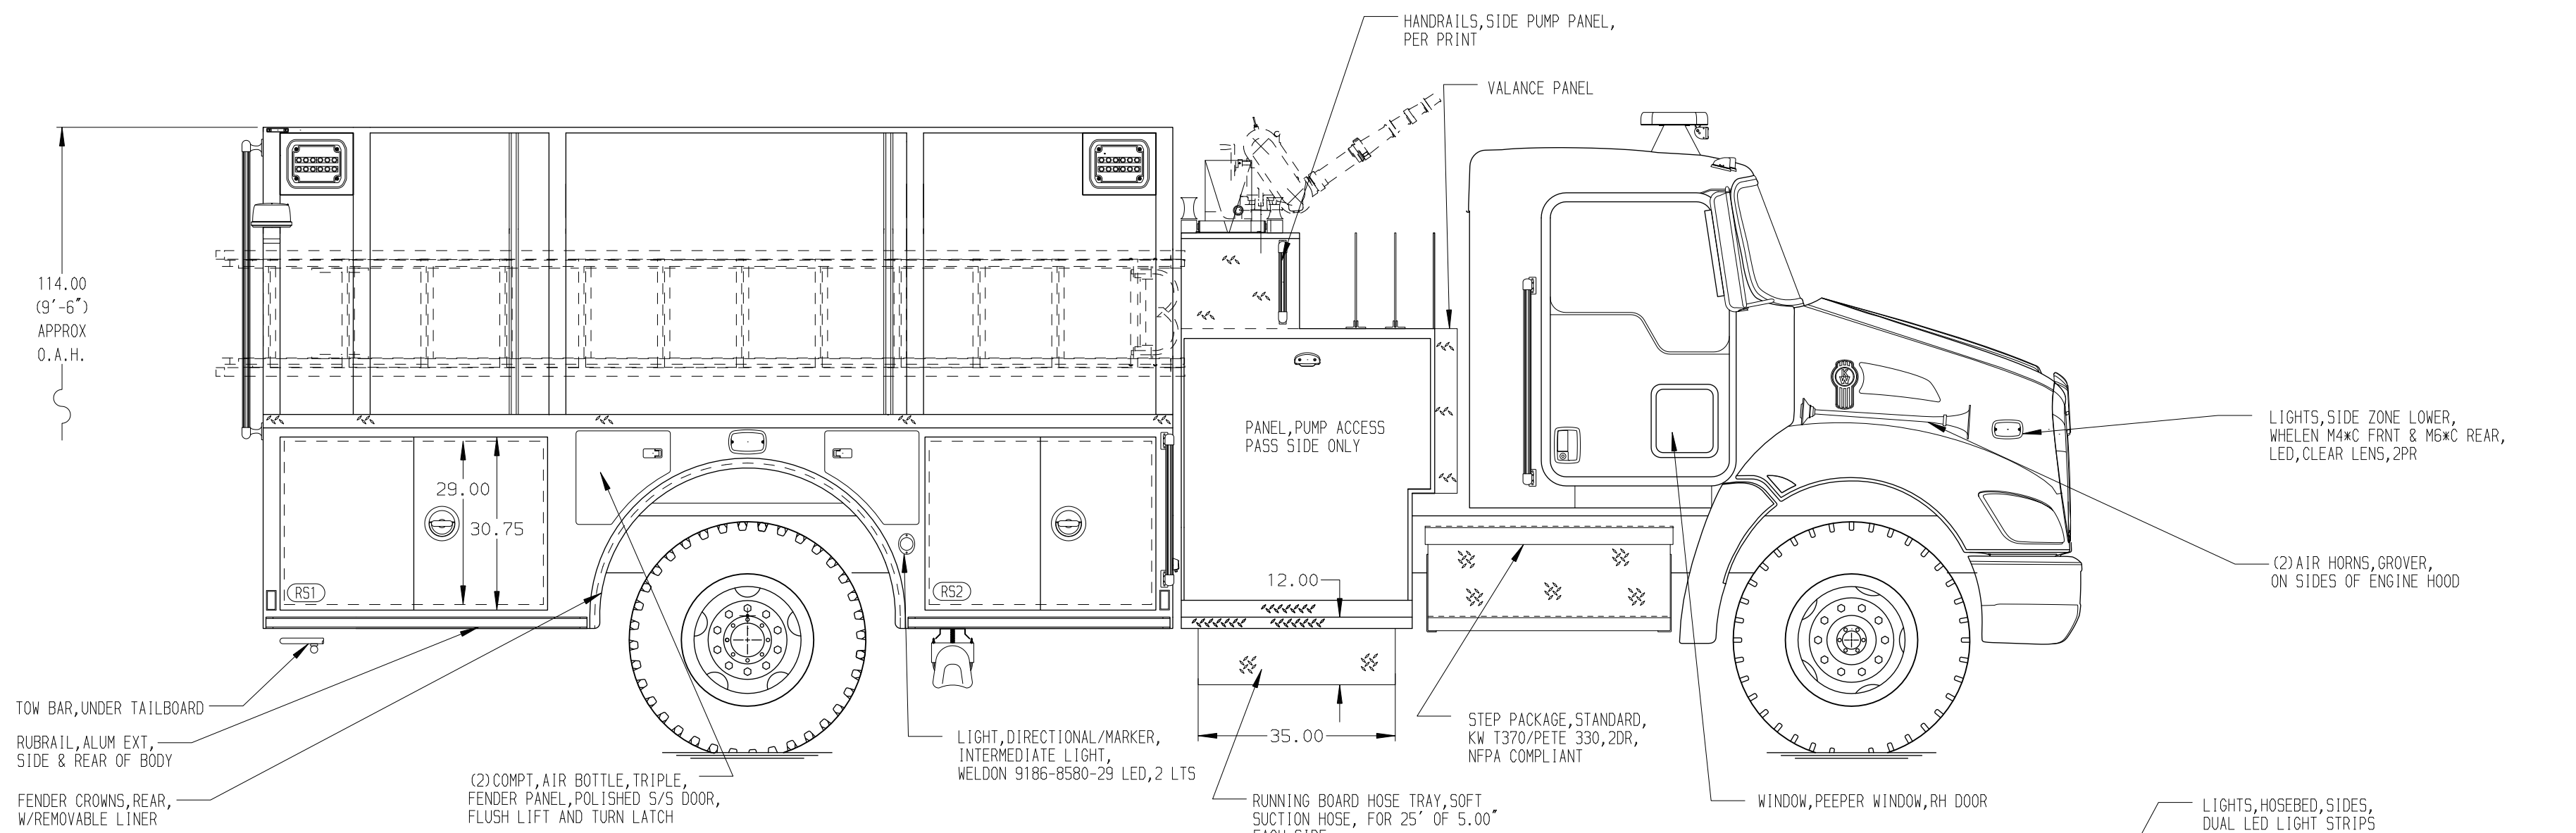 HANDRAILS,SIDE PUMP PANEL,
PER PRINT
VALANCE PANEL
114.00
(9'-6")
APPROX
O.A.H.
PANEL,PUMP ACCESS
PASS SIDE ONLY
LIGHTS,SIDE ZONE LOWER,
WHELEN M4*C FRNT & M6*C REAR,
LED,CLEAR LENS,2PR
29.00
30.75
RS1
RS2
12.00
(2)AIR HORNS,GROVER,
ON SIDES OF ENGINE HOOD
TOW BAR,UNDER TAILBOARD
RUBRAIL,ALUM EXT,
SIDE & REAR OF BODY
FENDER CROWNS,REAR,
W/REMOVABLE LINER
(2)COMPT,AIR BOTTLE,TRIPLE,
FENDER PANEL,POLISHED S/S DOOR,
FLUSH LIFT AND TURN LATCH
LIGHT,DIRECTIONAL/MARKER,
INTERMEDIATE LIGHT,
WELDON 9186-8580-29 LED,2 LTS
35.00
STEP PACKAGE,STANDARD,
KW T370/PETE 330,2DR,
NFPA COMPLIANT
RUNNING BOARD HOSE TRAY,SOFT
SUCTION HOSE, FOR 25' OF 5.00"
EACH SIDE
WINDOW,PEEPER WINDOW,RH DOOR
LIGHTS,HOSEBED,SIDES,
DUAL LED LIGHT STRIPS